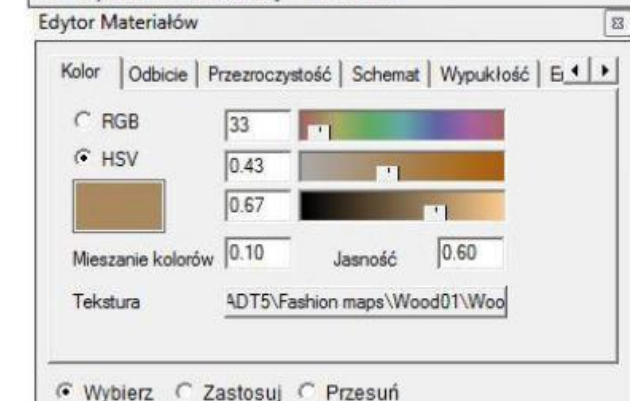 Edytor Materiałów
Kolor Odbicie Przezroczystość Schemat Wypukłość
RGB 33
HSV 0.43
0.67
Mieszanie kolorów 0.10 Jasność 0.60
Tekstura ADT5\Fashion maps\Wood01\Woo
Wybierz Zastosuj Przesuń